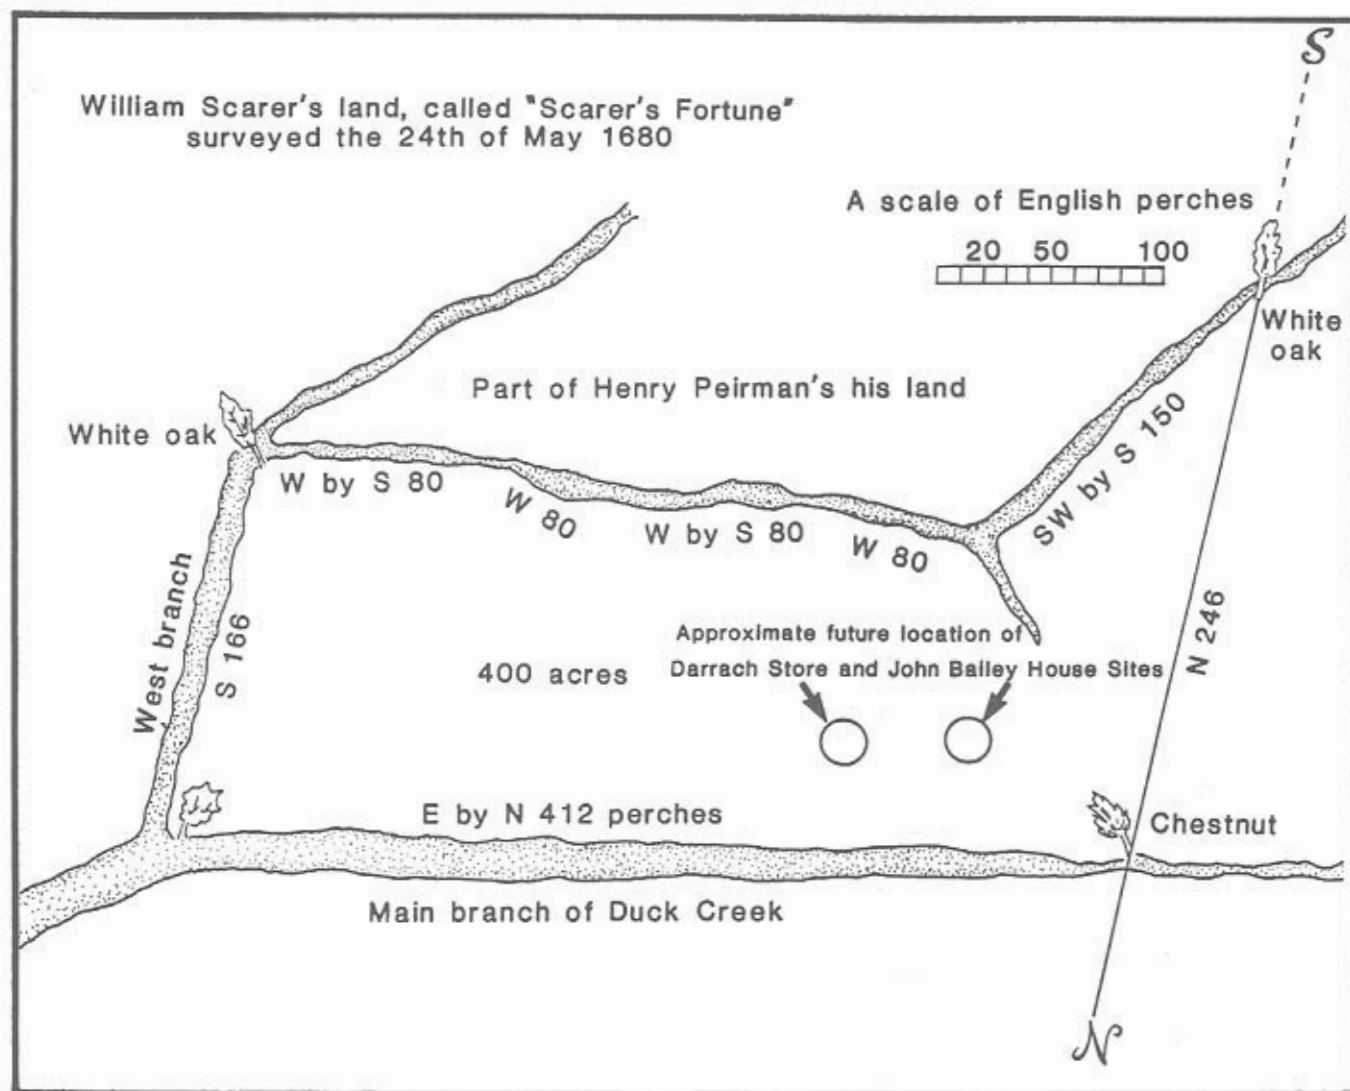 S
William Scarer's land, called "Scarer's Fortune"
surveyed the 24th of May 1680
A scale of English perches
20 50 100
White
oak
Part of Henry Peirman's his land
White oak
SW by S 150
W by S 80
W 80
W by S 80
W 80
West branch
S 166
N 246
Approximate future location of
Darrach Store and John Bailey House Sites
400 acres
E by N 412 perches
Chestnut
Main branch of Duck Creek
N